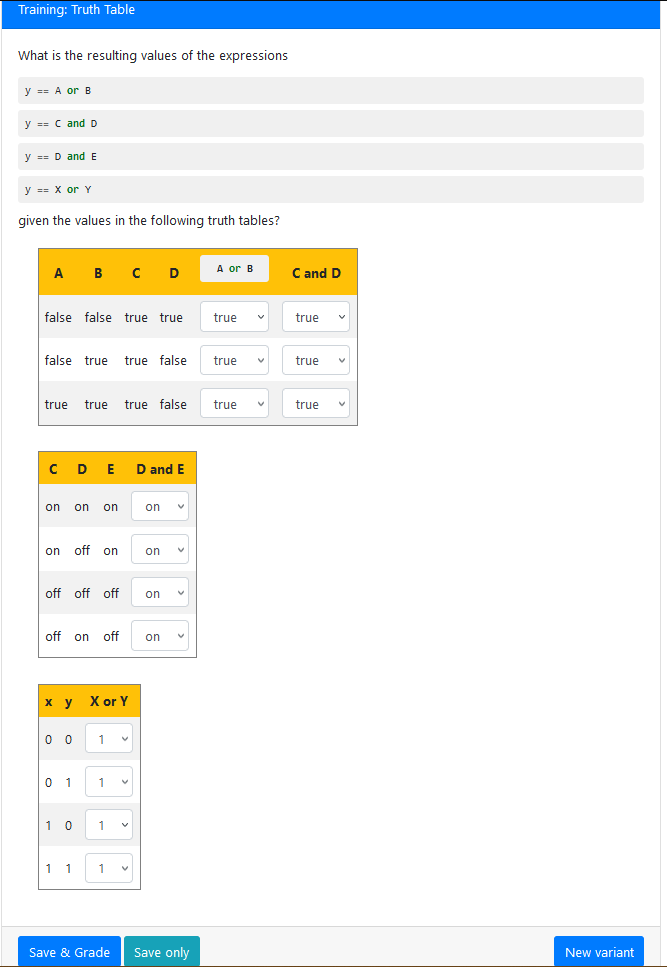 Training: Truth Table
What is the resulting values of the expressions
y == A or B
y == C and D
y == D and E
y == X or Y
given the values in the following truth tables?
A B C D A or B C and D
false false true true true true
false true true false true true
true true true false true true
C D E D and E
on on on on
on off on on
off off off on
off on off on
x y X or Y
0 0 1
0 1 1
1 0 1
1 1 1
Save & Grade Save only New variant